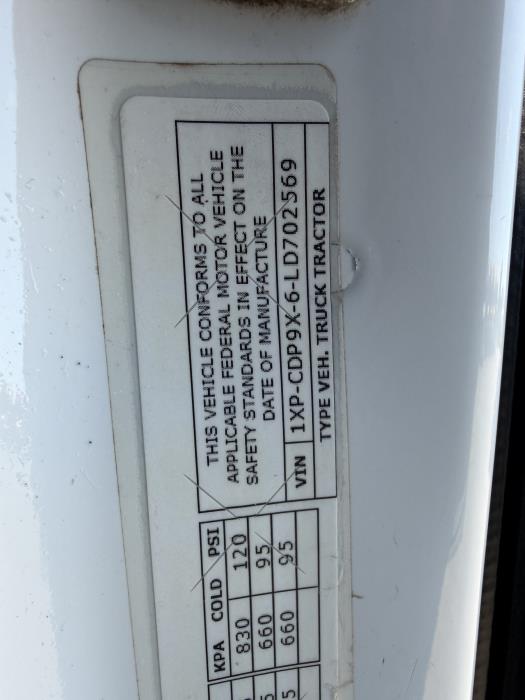 THIS VEHICLE CONFORMS TO ALL
APPLICABLE FEDERAL MOTOR VEHICLE
SAFETY STANDARDS IN EFFECT ON THE
DATE OF MANUFACTURE
VIN 1XP-CDP9X-6-LD702569
TYPE VEH. TRUCK TRACTOR
KPA COLD PSI
830 120
660 95
660 95